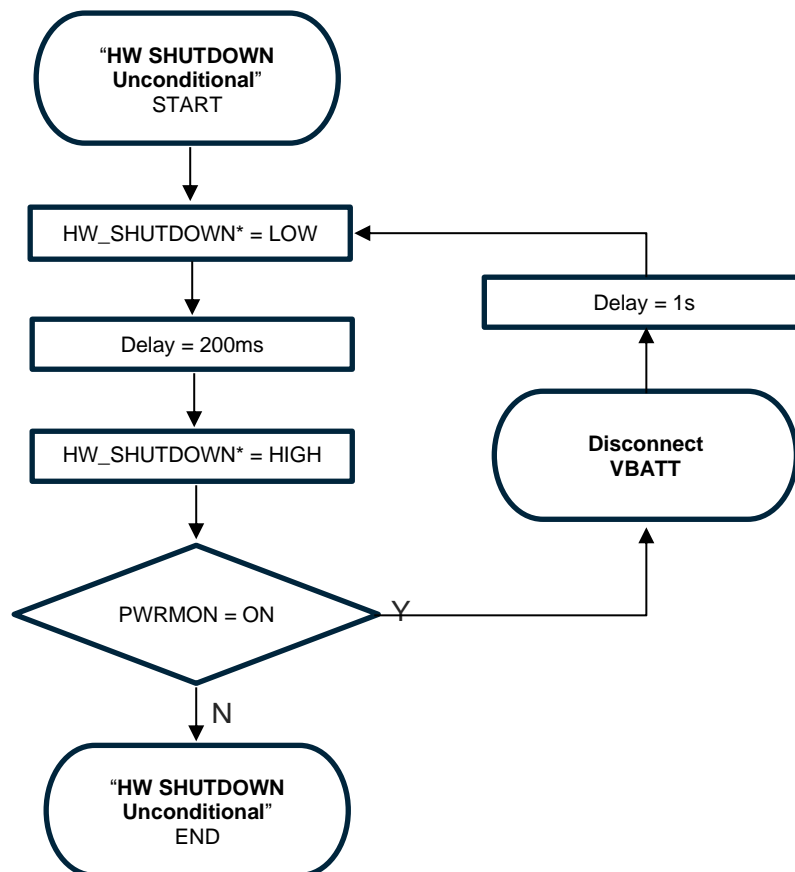 “HW SHUTDOWN
Unconditional”
START
HW_SHUTDOWN* = LOW
Delay = 1s
Delay = 200ms
HW_SHUTDOWN* = HIGH
Disconnect
VBATT
PWRMON = ON
Y
N
“HW SHUTDOWN
Unconditional”
END